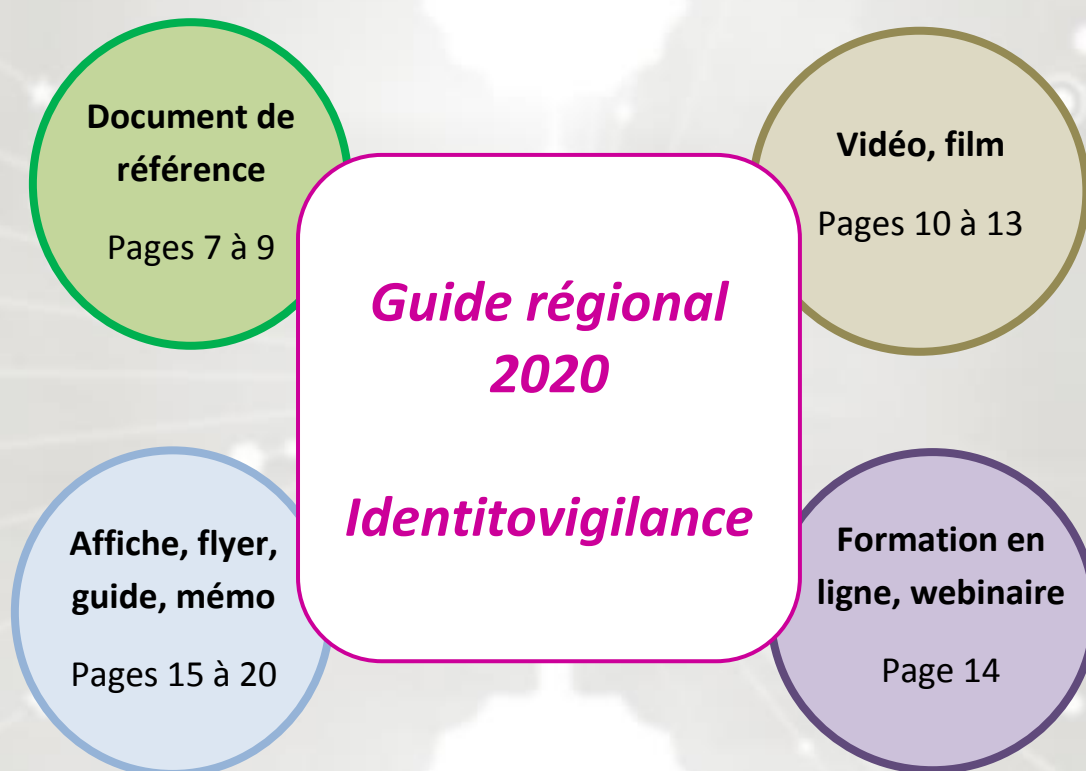 Document de
référence
Pages 7 à 9
Vidéo, film
Pages 10 à 13
Guide régional
2020
Identitovigilance
Affiche, flyer,
guide, mémo
Pages 15 à 20
Formation en
ligne, webinaire
Page 14